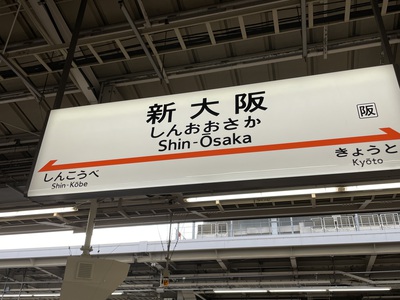 新大阪
しんおおさか
Shin-Ōsaka
阪
しんこうべ
Shin-Kōbe
きょうと
Kyōto